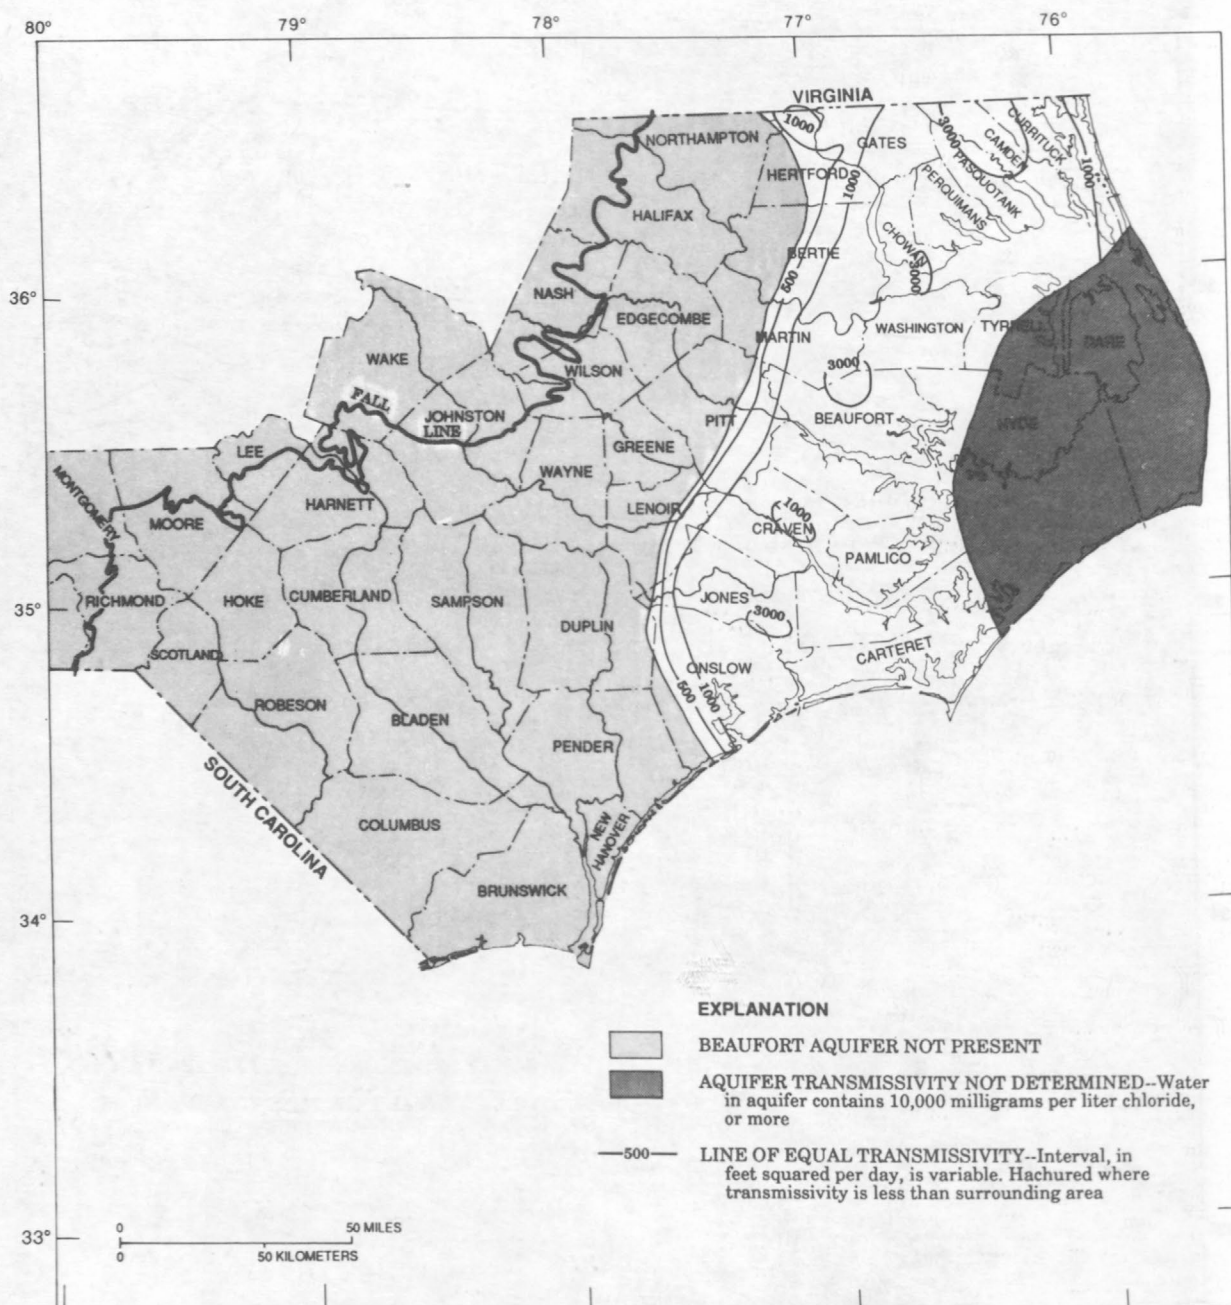 80° 79° 78° 77° 76°
VIRGINIA
1000
NORTHAMPTON
GATES
3000
CURRITUCK
CAMDEN
PASQUOTANK
PERQUIMANS
HERTFORD
1000
1000
HALIFAX
CHOWAN
3000
BERTIE
500
36°
NASH
EDGECOMBE
MARTIN
WASHINGTON
TYRRELL
DARE
WAKE
WILSON
3000
FALL
LINE
JOHNSTON
PITT
BEAUFORT
HYDE
LEE
GREENE
WAYNE
MONTGOMERY
MOORE
HARNETT
LENOIR
1000
CRAVEN
PAMLICO
35°
RICHMOND
HOKE
CUMBERLAND
SAMPSON
DUPLIN
JONES
3000
SCOTLAND
CARTERET
ONSLOW
500
1000
ROBESON
BLADEN
PENDER
SOUTH CAROLINA
COLUMBUS
NEW
HANOVER
BRUNSWICK
34°
EXPLANATION
BEAUFORT AQUIFER NOT PRESENT
AQUIFER TRANSMISSIVITY NOT DETERMINED--Water
in aquifer contains 10,000 milligrams per liter chloride,
or more
500 LINE OF EQUAL TRANSMISSIVITY--Interval, in
feet squared per day, is variable. Hachured where
transmissivity is less than surrounding area
33°
0 50 MILES
0 50 KILOMETERS